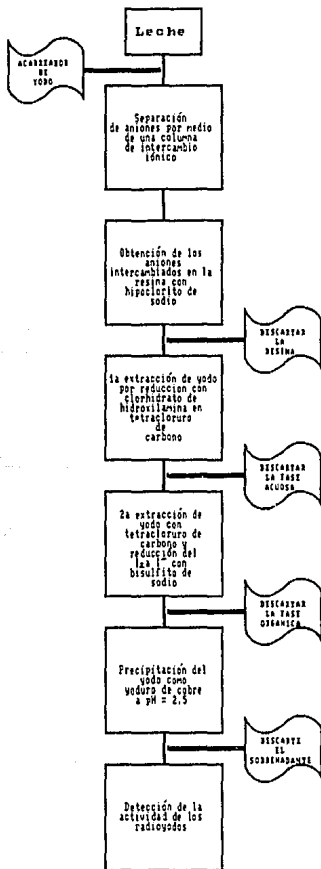 Leche
ACARREADOR
DE
YODO
Separación
de aniones por medio
de una columna
de intercambio
iónico
Obtención de los
aniones
intercambiados en la
resina con
hipoclorito de
sodio
DESCARTAR
LA
RESINA
1a extracción de yodo
por reducción con
clorhidrato de
hidroxilamina en
tetracloruro
de
carbono
DESCARTAR
LA FASE
ACUOSA
2a extracción de
yodo con
tetracloruro de
carbono y
reducción del
I2a I- con
bisulfito de
sodio
DESCARTAR
LA FASE
ORGANICA
Precipitación del
yodo como
yoduro de cobre
a pH = 2.5
DESCARTE
EL
SOBRENADANTE
Detección de la
actividad de los
radioyodos